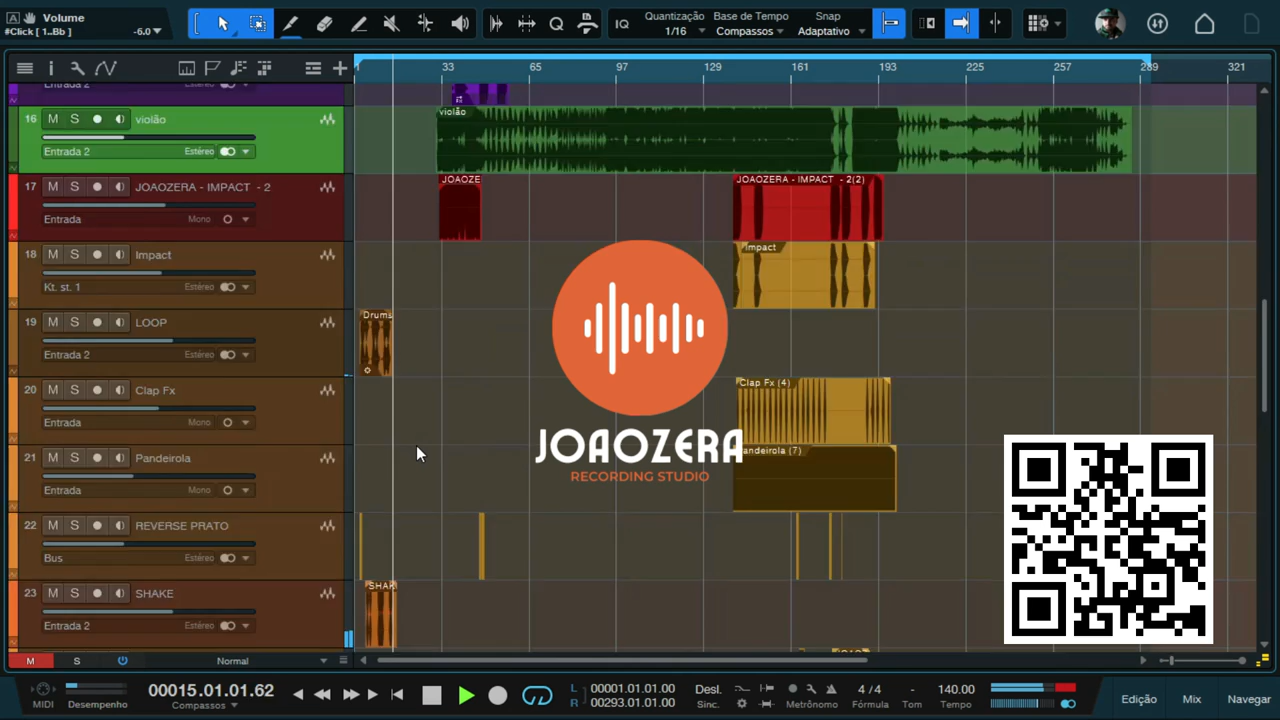 Volume
#Click [ 1..Bb ]
-6.0
IQ
Quantização
1/16
Base de Tempo
Compassos
Snap
Adaptativo
1
33
65
97
129
161
193
225
257
289
321
Entrada 2
Estéreo
16
M
S
violão
Entrada 2
Estéreo
violão
17
M
S
JOAOZERA - IMPACT - 2
Entrada
Mono
JOAOZE
JOAOZERA - IMPACT - 2(2)
18
M
S
Impact
Kt. st. 1
Estéreo
Impact
19
M
S
LOOP
Entrada 2
Estéreo
Drums
20
M
S
Clap Fx
Entrada
Mono
Clap Fx (4)
21
M
S
Pandeirola
Entrada
Mono
andeirola (7)
22
M
S
REVERSE PRATO
Bus
Estéreo
23
M
S
SHAKE
Entrada 2
Estéreo
SHAK
JOAOZERA
RECORDING STUDIO
M
S
Normal
MIDI
Desempenho
00015.01.01.62
Compassos
L
00001.01.01.00
R
00293.01.01.00
Desl.
Sinc.
Metrônomo
4 / 4
Fórmula
-
Tom
140.00
Tempo
Edição
Mix
Navegar